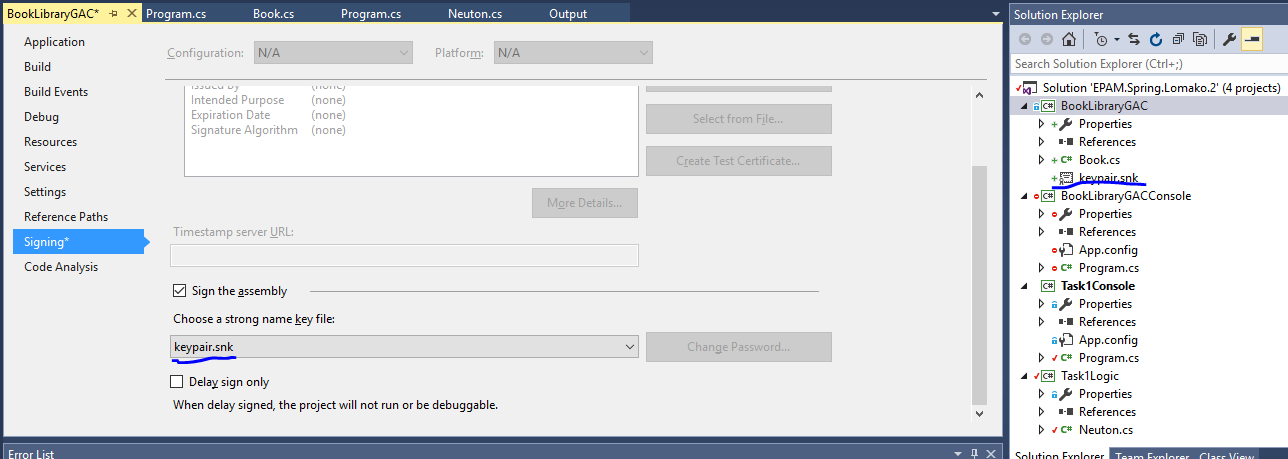 BookLibraryGAC*
Program.cs
Book.cs
Program.cs
Neuton.cs
Output
Application
Build
Build Events
Debug
Resources
Services
Settings
Reference Paths
Signing*
Code Analysis
Configuration: N/A
Platform: N/A
Issued By (none)
Intended Purpose (none)
Expiration Date (none)
Signature Algorithm (none)
Select from File...
Create Test Certificate...
More Details...
Timestamp server URL:
Sign the assembly
Choose a strong name key file:
keypair.snk
Change Password...
Delay sign only
When delay signed, the project will not run or be debuggable.
Error List
Solution Explorer
Search Solution Explorer (Ctrl+;)
Solution 'EPAM.Spring.Lomako.2' (4 projects)
BookLibraryGAC
Properties
References
Book.cs
keypair.snk
BookLibraryGACConsole
Properties
References
App.config
Program.cs
Task1Console
Properties
References
App.config
Program.cs
Task1Logic
Properties
References
Neuton.cs
Solution Explorer Team Explorer Class View